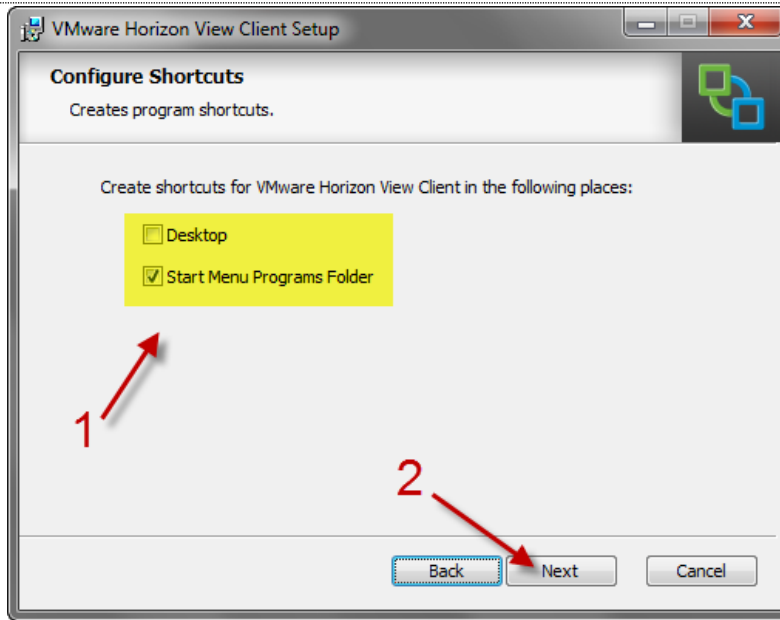 VMware Horizon View Client Setup
Configure Shortcuts
Creates program shortcuts.
Create shortcuts for VMware Horizon View Client in the following places:
Desktop
Start Menu Programs Folder
1
2
Back Next Cancel